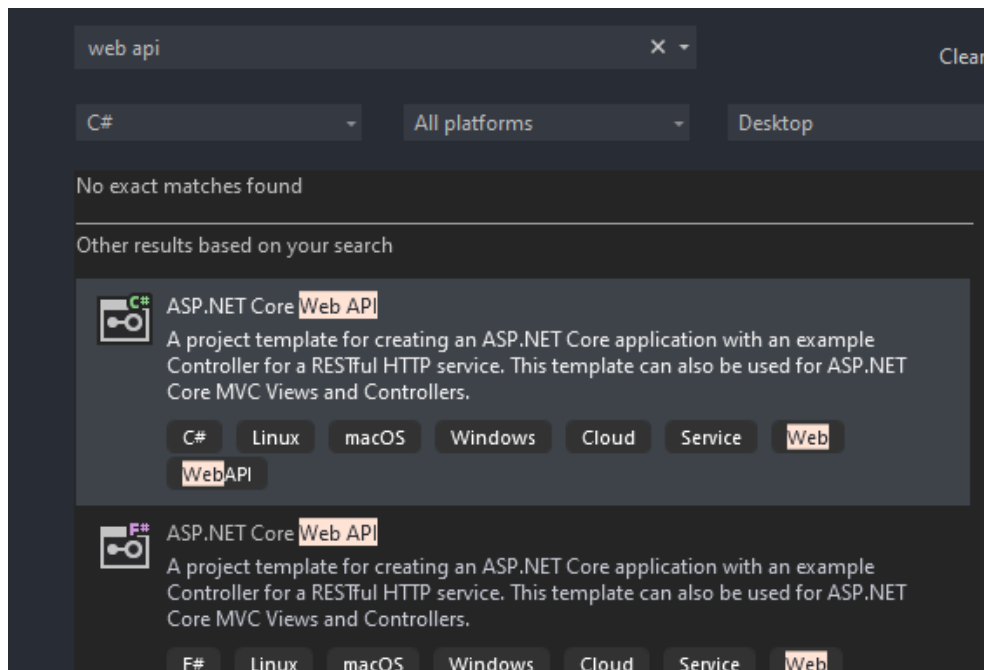 web api
Clear
C#
All platforms
Desktop
No exact matches found
Other results based on your search
C#
ASP.NET Core Web API
A project template for creating an ASP.NET Core application with an example
Controller for a RESTful HTTP service. This template can also be used for ASP.NET
Core MVC Views and Controllers.
C# Linux macOS Windows Cloud Service Web
WebAPI
F#
ASP.NET Core Web API
A project template for creating an ASP.NET Core application with an example
Controller for a RESTful HTTP service. This template can also be used for ASP.NET
Core MVC Views and Controllers.
F# Linux macOS Windows Cloud Service Web